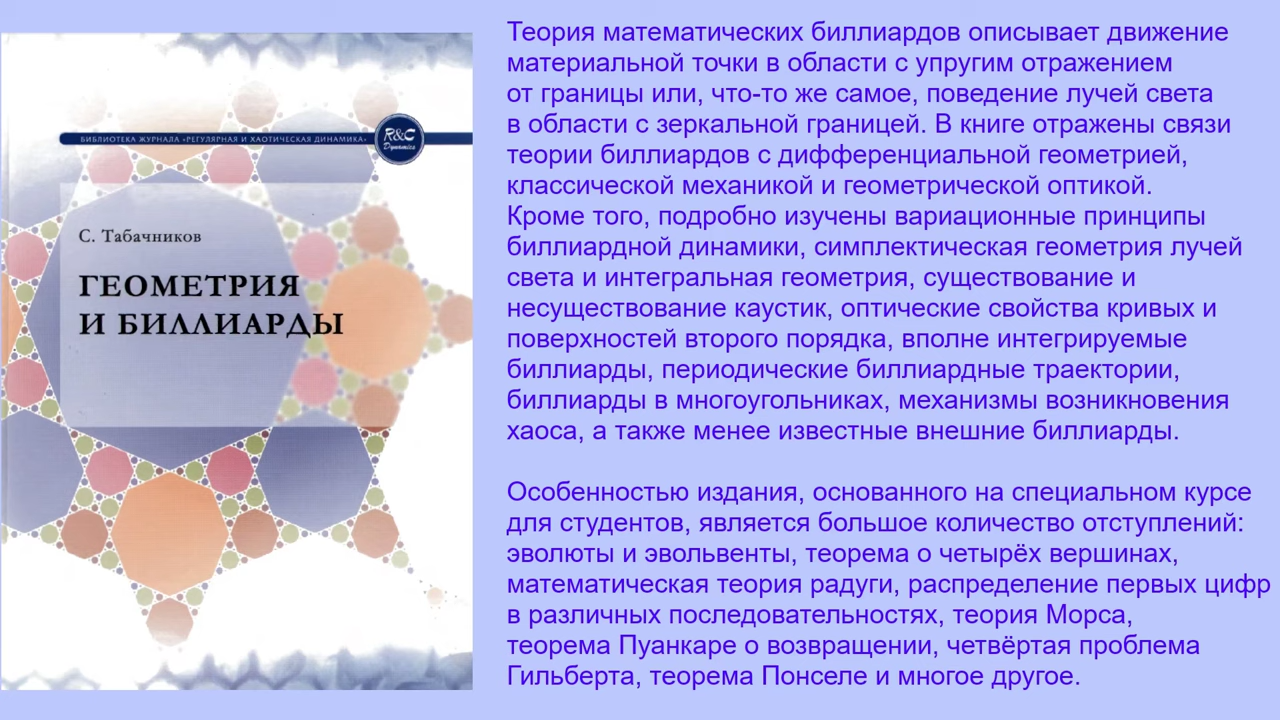 БИБЛИОТЕКА ЖУРНАЛА «РЕГУЛЯРНАЯ И ХАОТИЧЕСКАЯ ДИНАМИКА»
R&C
Dynamics
С. Табачников
ГЕОМЕТРИЯ
И БИЛЛИАРДЫ
Теория математических биллиардов описывает движение
материальной точки в области с упругим отражением
от границы или, что-то же самое, поведение лучей света
в области с зеркальной границей. В книге отражены связи
теории биллиардов с дифференциальной геометрией,
классической механикой и геометрической оптикой.
Кроме того, подробно изучены вариационные принципы
биллиардной динамики, симплектическая геометрия лучей
света и интегральная геометрия, существование и
несуществование каустик, оптические свойства кривых и
поверхностей второго порядка, вполне интегрируемые
биллиарды, периодические биллиардные траектории,
биллиарды в многоугольниках, механизмы возникновения
хаоса, а также менее известные внешние биллиарды.
Особенностью издания, основанного на специальном курсе
для студентов, является большое количество отступлений:
эволюты и эвольвенты, теорема о четырёх вершинах,
математическая теория радуги, распределение первых цифр
в различных последовательностях, теория Морса,
теорема Пуанкаре о возвращении, четвёртая проблема
Гильберта, теорема Понселе и многое другое.